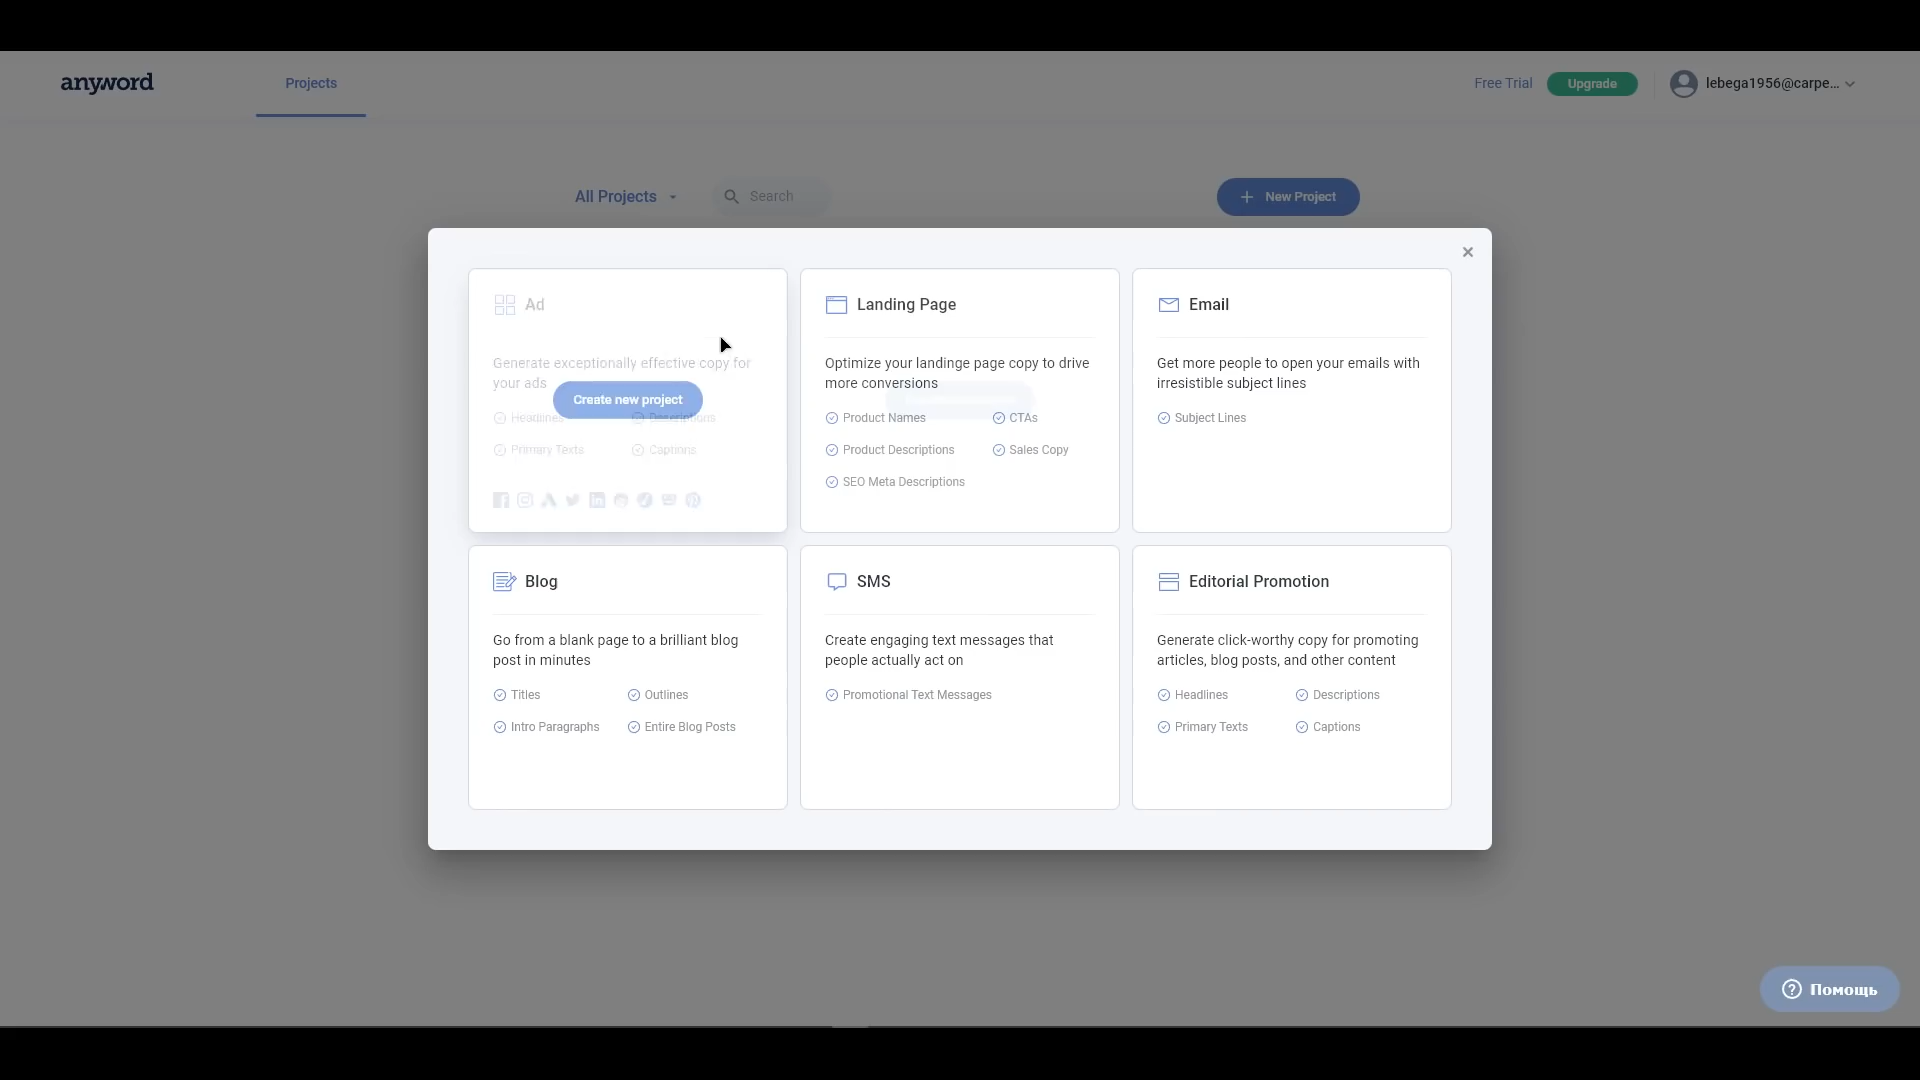 anyword
Projects
Free Trial
Upgrade
lebega1956@carpe...
All Projects
Search
New Project
Ad
Generate exceptionally effective copy for
your ads
Create new project
Headlines
Descriptions
Primary Texts
Captions
Landing Page
Optimize your landinge page copy to drive
more conversions
Product Names
CTAs
Product Descriptions
Sales Copy
SEO Meta Descriptions
Email
Get more people to open your emails with
irresistible subject lines
Subject Lines
Blog
Go from a blank page to a brilliant blog
post in minutes
Titles
Outlines
Intro Paragraphs
Entire Blog Posts
SMS
Create engaging text messages that
people actually act on
Promotional Text Messages
Editorial Promotion
Generate click-worthy copy for promoting
articles, blog posts, and other content
Headlines
Descriptions
Primary Texts
Captions
Помощь